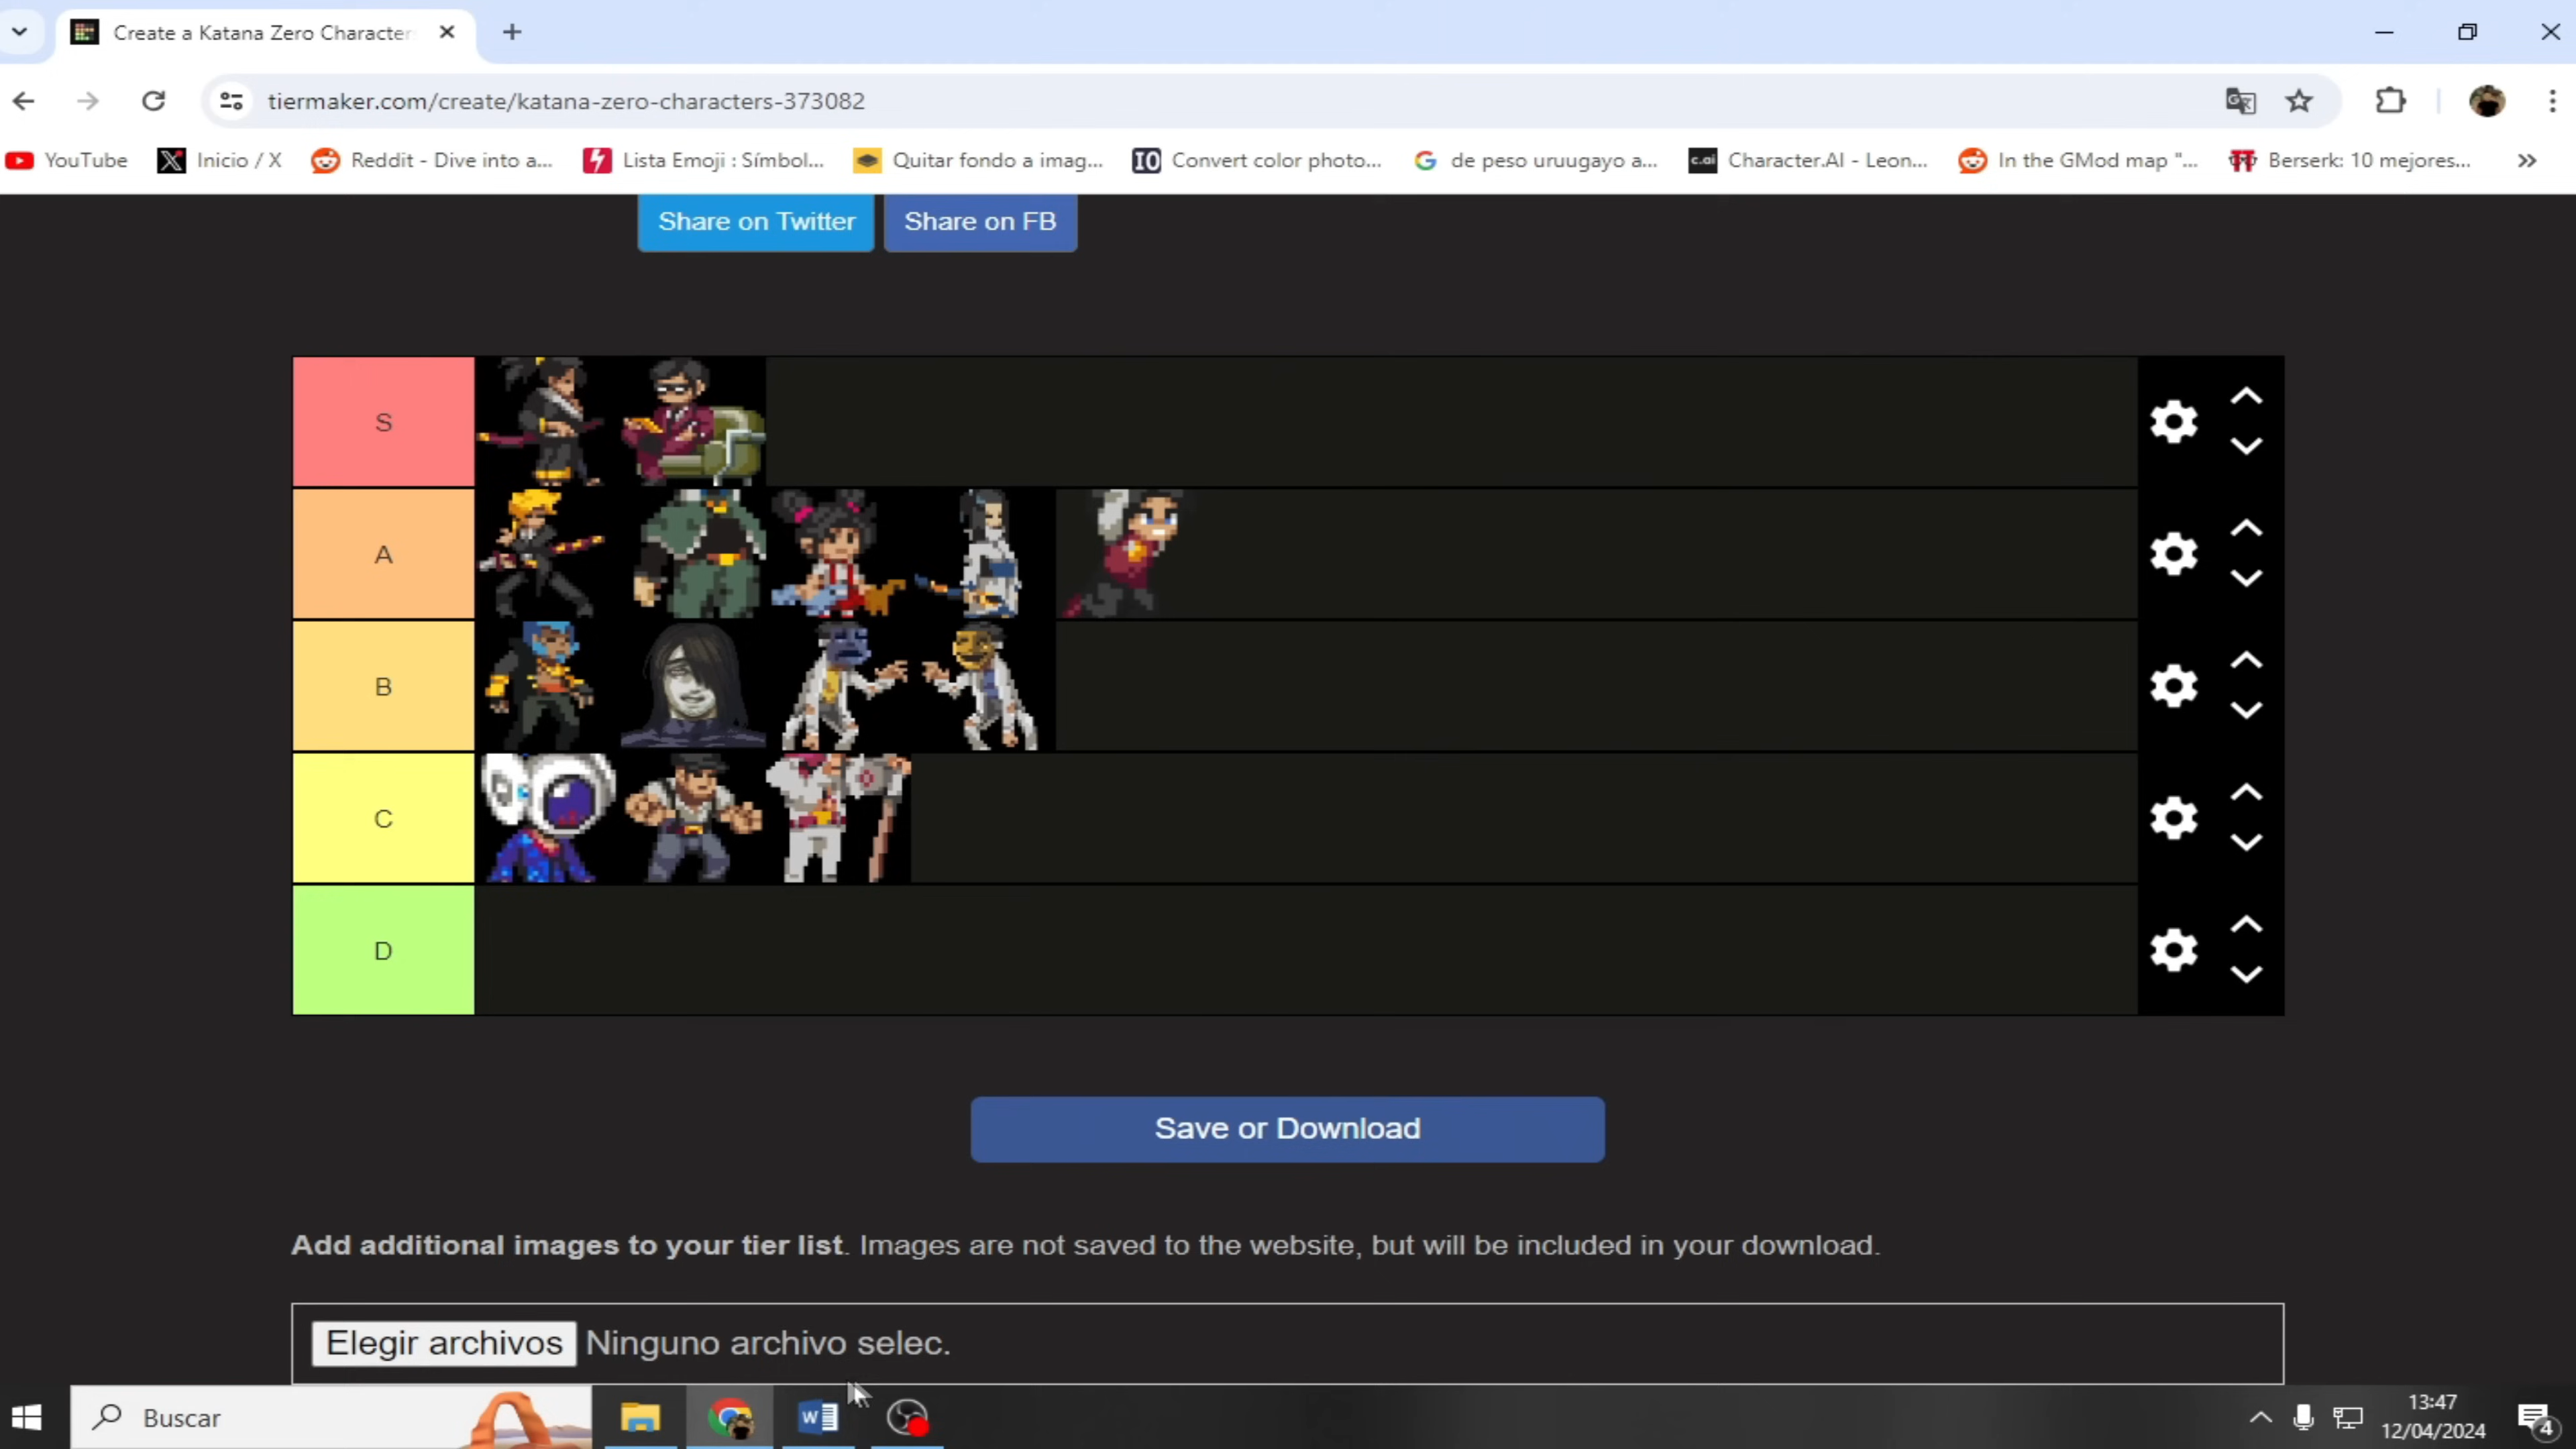 Create a Katana Zero Character
tiermaker.com/create/katana-zero-characters-373082
YouTube
Inicio / X
Reddit - Dive into a...
Lista Emoji : Símbol...
Quitar fondo a imag...
IO
Convert color photo...
de peso uruugayo a...
c.ai
Character.AI - Leon...
In the GMod map "...
Berserk: 10 mejores...
Share on Twitter
Share on FB
S
A
B
C
D
Save or Download
Add additional images to your tier list. Images are not saved to the website, but will be included in your download.
Elegir archivos Ninguno archivo selec.
Buscar
W
13:47
12/04/2024
4